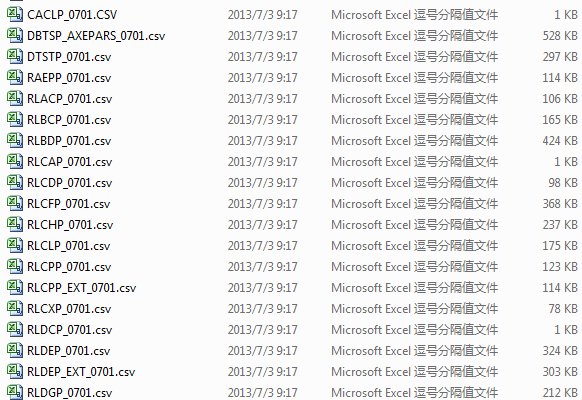 CACLP_0701.CSV 2013/7/3 9:17 Microsoft Excel 逗号分隔值文件 1 KB
DBTSP_AXEPARS_0701.csv 2013/7/3 9:17 Microsoft Excel 逗号分隔值文件 528 KB
DTSTP_0701.csv 2013/7/3 9:17 Microsoft Excel 逗号分隔值文件 297 KB
RAEPP_0701.csv 2013/7/3 9:17 Microsoft Excel 逗号分隔值文件 114 KB
RLACP_0701.csv 2013/7/3 9:17 Microsoft Excel 逗号分隔值文件 106 KB
RLBCP_0701.csv 2013/7/3 9:17 Microsoft Excel 逗号分隔值文件 165 KB
RLBDP_0701.csv 2013/7/3 9:17 Microsoft Excel 逗号分隔值文件 424 KB
RLCAP_0701.csv 2013/7/3 9:17 Microsoft Excel 逗号分隔值文件 1 KB
RLCDP_0701.csv 2013/7/3 9:17 Microsoft Excel 逗号分隔值文件 98 KB
RLCFP_0701.csv 2013/7/3 9:17 Microsoft Excel 逗号分隔值文件 368 KB
RLCHP_0701.csv 2013/7/3 9:17 Microsoft Excel 逗号分隔值文件 237 KB
RLCLP_0701.csv 2013/7/3 9:17 Microsoft Excel 逗号分隔值文件 175 KB
RLCPP_0701.csv 2013/7/3 9:17 Microsoft Excel 逗号分隔值文件 123 KB
RLCPP_EXT_0701.csv 2013/7/3 9:17 Microsoft Excel 逗号分隔值文件 114 KB
RLCXP_0701.csv 2013/7/3 9:17 Microsoft Excel 逗号分隔值文件 78 KB
RLDCP_0701.csv 2013/7/3 9:17 Microsoft Excel 逗号分隔值文件 1 KB
RLDEP_0701.csv 2013/7/3 9:17 Microsoft Excel 逗号分隔值文件 324 KB
RLDEP_EXT_0701.csv 2013/7/3 9:17 Microsoft Excel 逗号分隔值文件 303 KB
RLDGP_0701.csv 2013/7/3 9:17 Microsoft Excel 逗号分隔值文件 212 KB